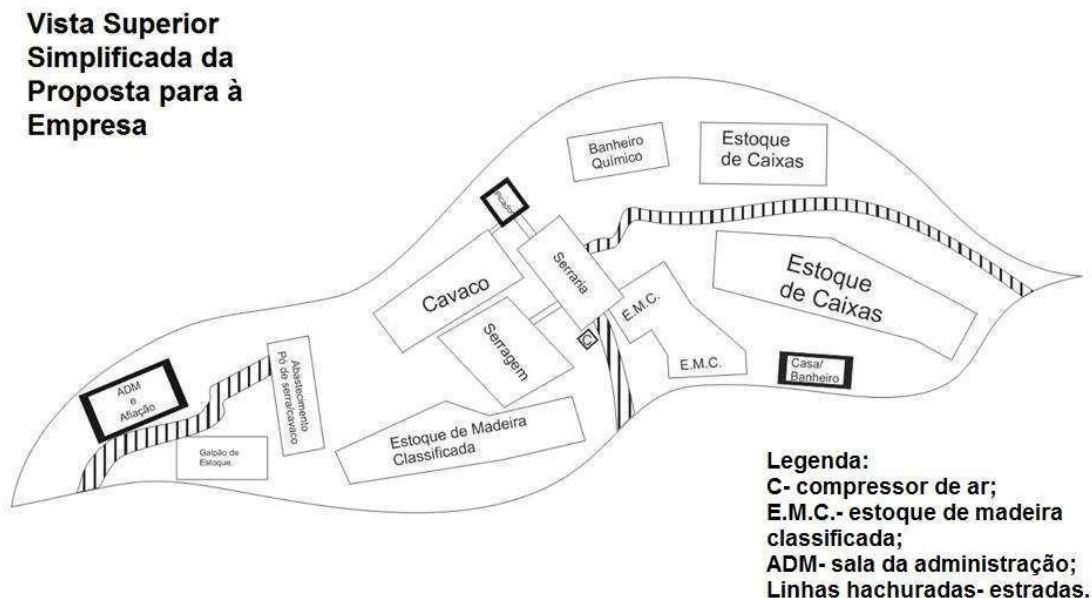 Vista Superior
Simplificada da
Proposta para à
Empresa
Banheiro
Químico
Estoque
de Caixas
Picador
Serraria
Cavaco
Estoque
de Caixas
E.M.C.
Serragem
C
E.M.C.
Casa/
Banheiro
ADM
e
Afiação
Abastecimento
Pó de serra/cavaco
Galpão de
Estoque.
Estoque de Madeira
Classificada
Legenda:
C- compressor de ar;
E.M.C.- estoque de madeira
classificada;
ADM- sala da administração;
Linhas hachuradas- estradas.